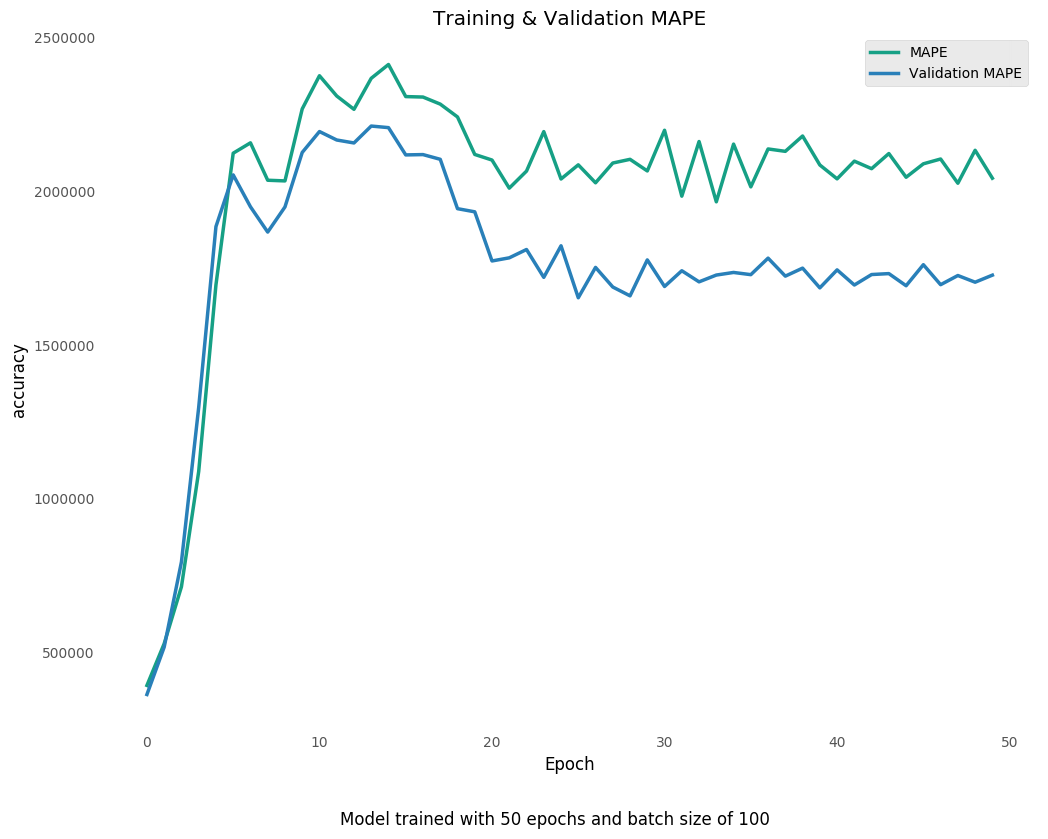 Training & Validation MAPE
2500000
2000000
1500000
1000000
500000
accuracy
MAPE
Validation MAPE
0 10 20 30 40 50
Epoch
Model trained with 50 epochs and batch size of 100